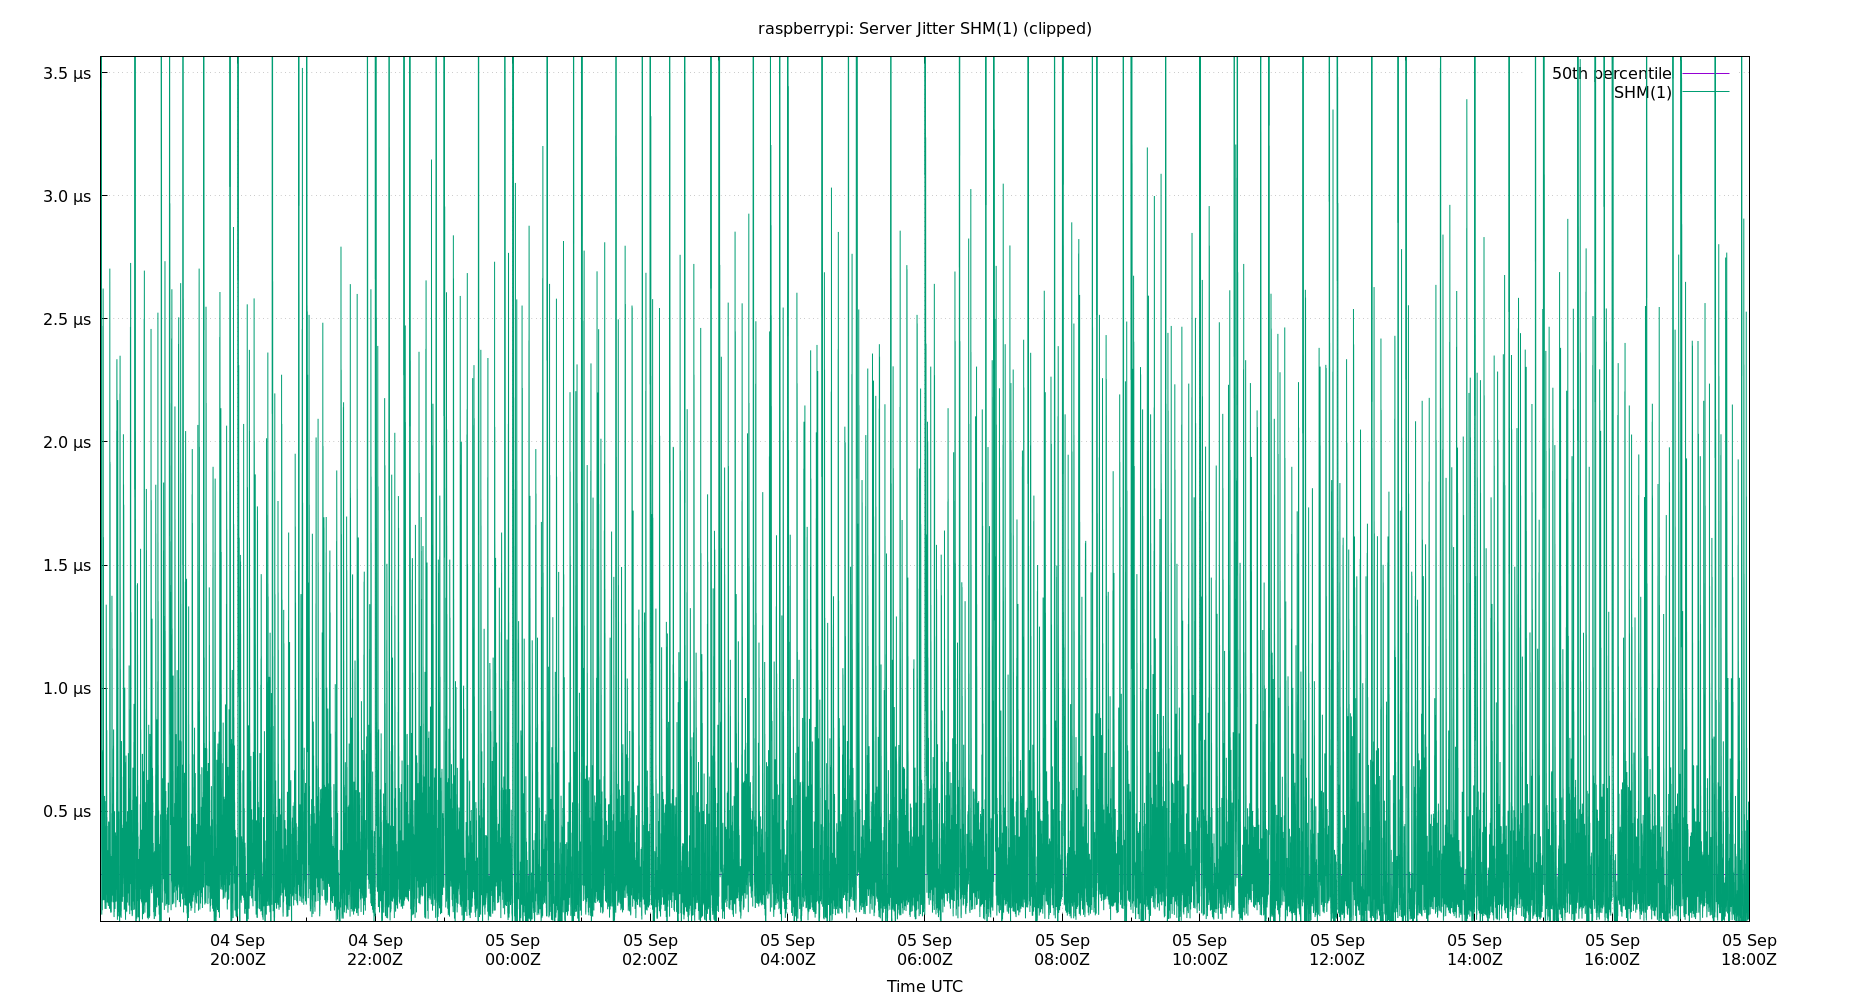 raspberrypi: Server Jitter SHM(1) (clipped)
3.5 µs
3.0 µs
2.5 µs
2.0 µs
1.5 µs
1.0 µs
0.5 µs
50th percentile
SHM(1)
04 Sep 04 Sep 05 Sep 05 Sep 05 Sep 05 Sep 05 Sep 05 Sep 05 Sep 05 Sep 05 Sep 05 Sep
20:00Z 22:00Z 00:00Z 02:00Z 04:00Z 06:00Z 08:00Z 10:00Z 12:00Z 14:00Z 16:00Z 18:00Z
Time UTC